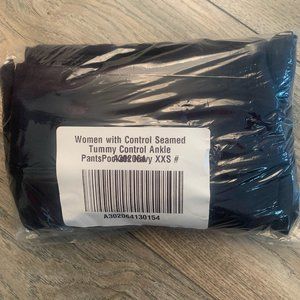 Women with Control Seamed
Tummy Control Ankle
XXS #
A302064130154